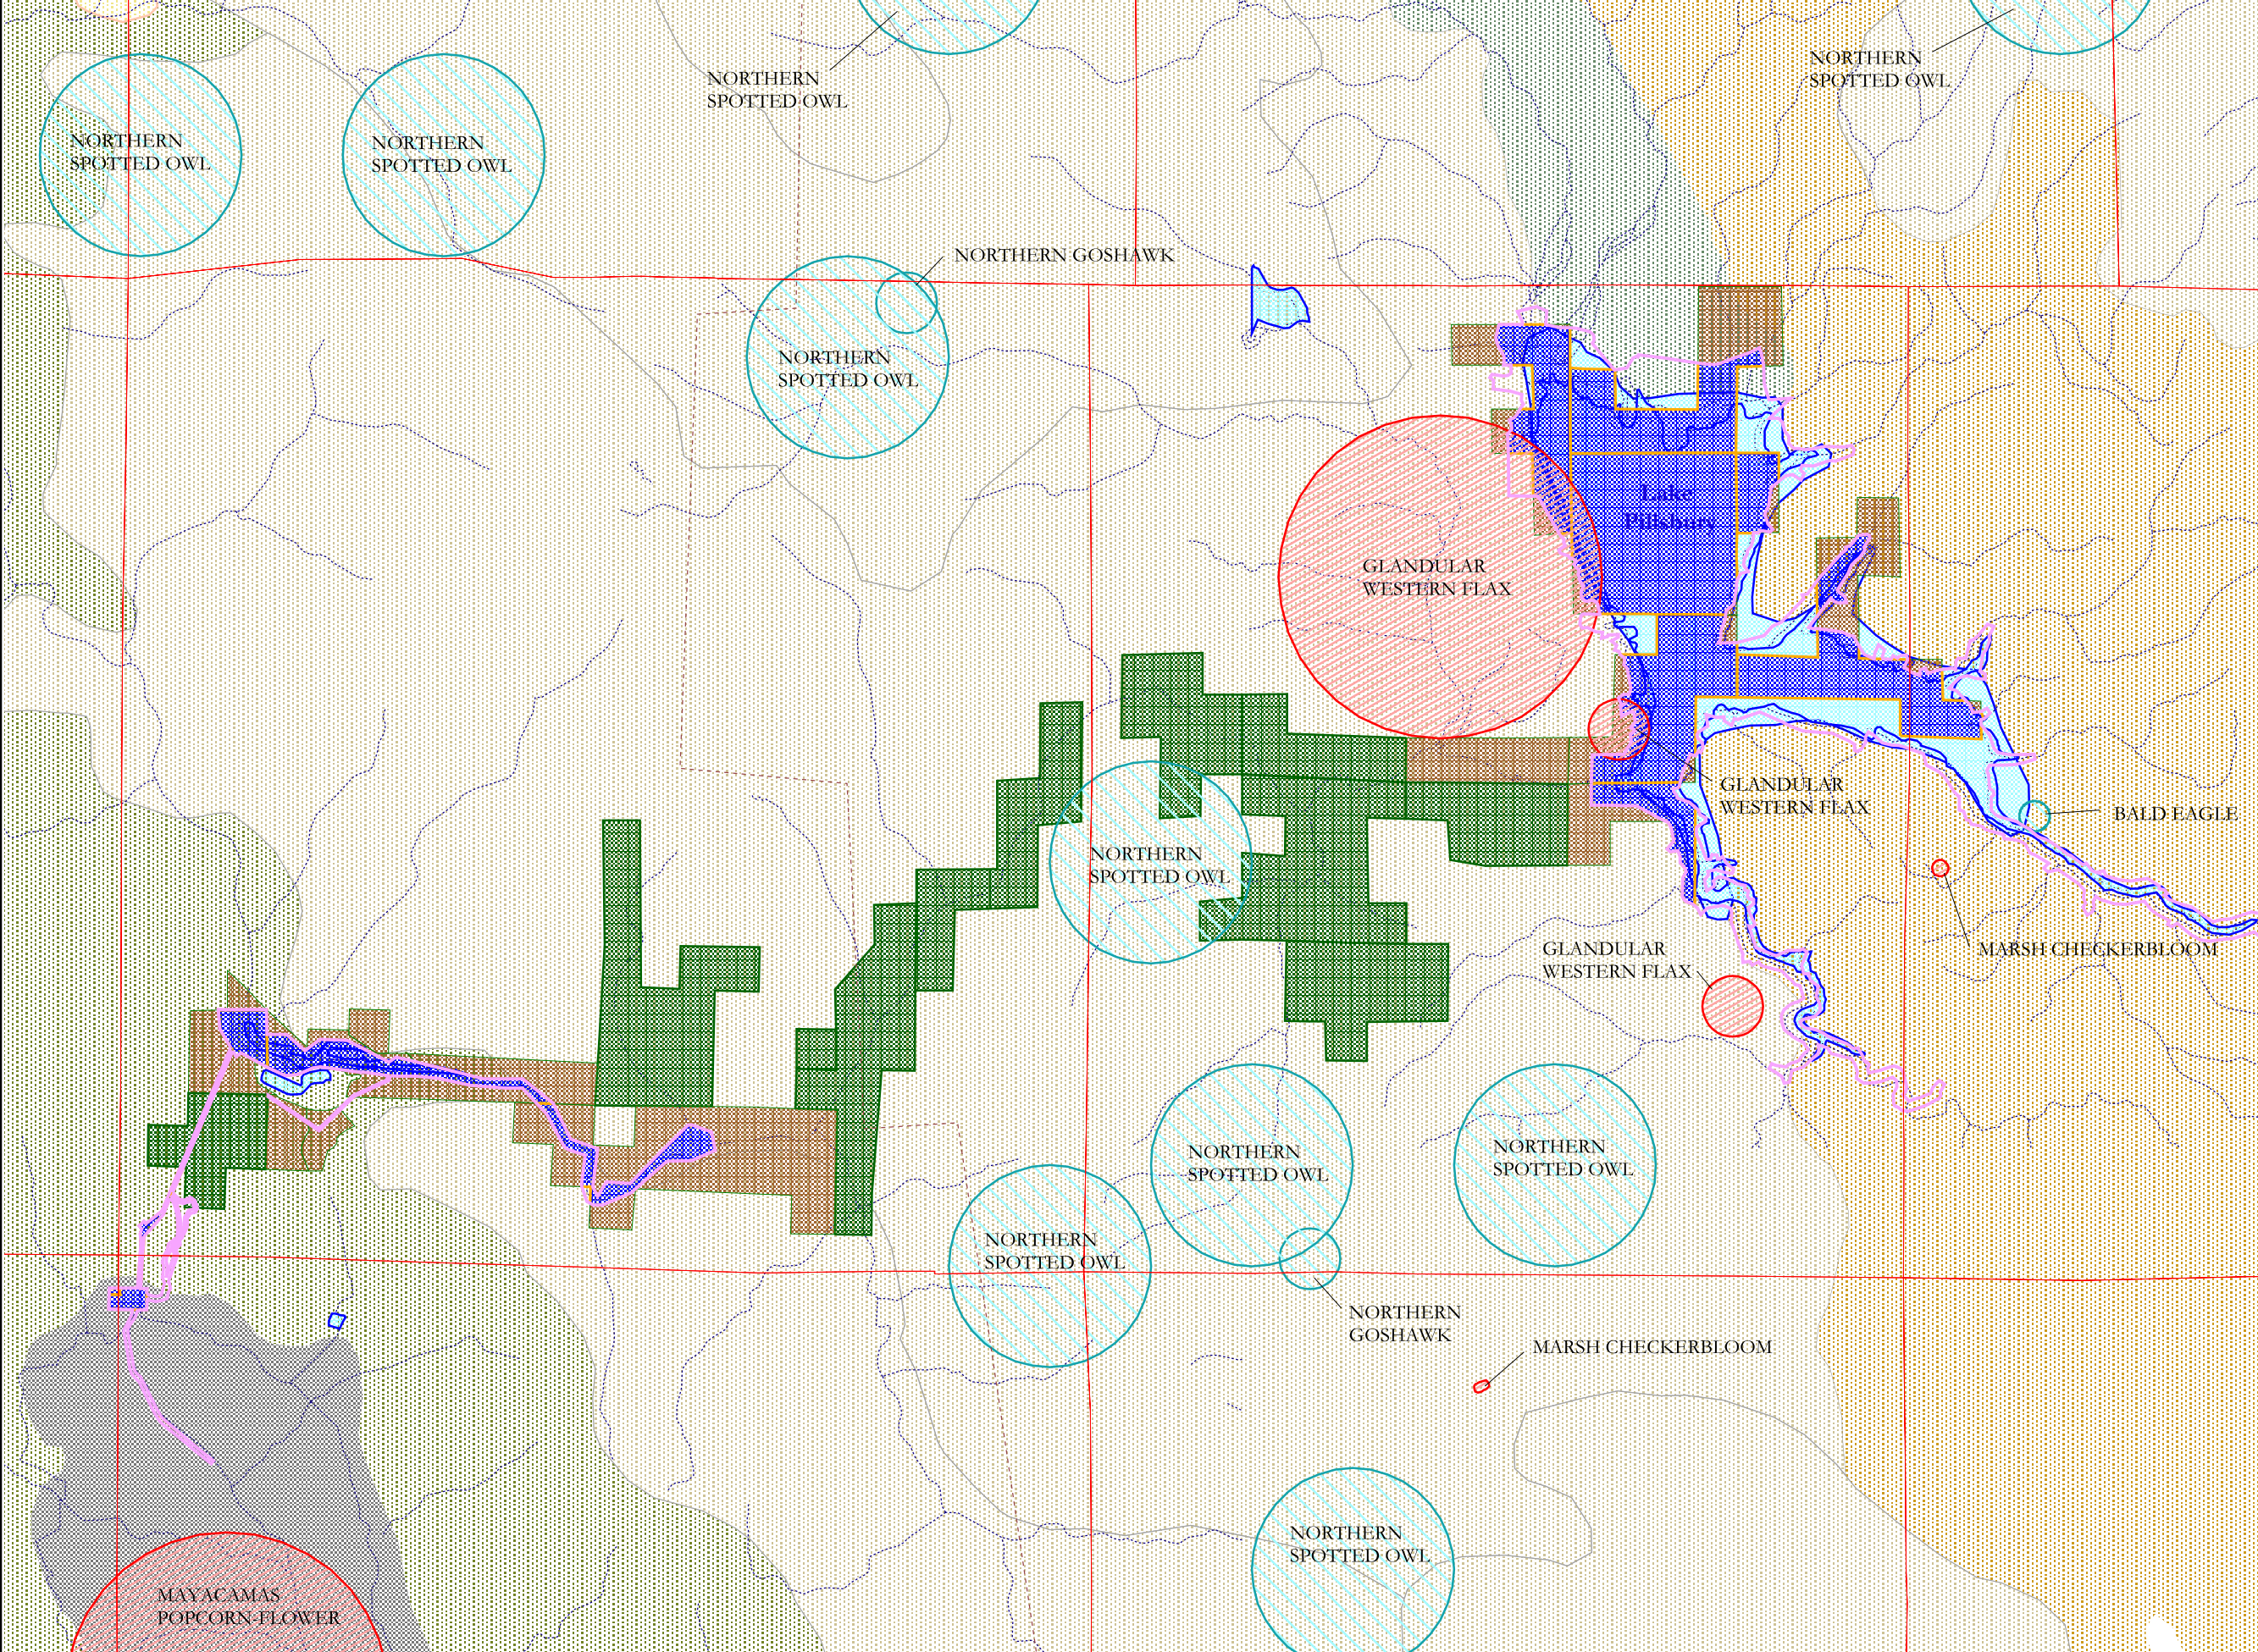 NORTHERN
SPOTTED OWL
NORTHERN
SPOTTED OWL
NORTHERN
SPOTTED OWL
NORTHERN
SPOTTED OWL
NORTHERN GOSHAWK
NORTHERN
SPOTTED OWL
Lake
Pillsbury
GLANDULAR
WESTERN FLAX
GLANDULAR
WESTERN FLAX
BALD EAGLE
NORTHERN
SPOTTED OWL
GLANDULAR
WESTERN FLAX
MARSH CHECKERBLOOM
NORTHERN
SPOTTED OWL
NORTHERN
SPOTTED OWL
NORTHERN
SPOTTED OWL
NORTHERN
GOSHAWK
MARSH CHECKERBLOOM
NORTHERN
SPOTTED OWL
MAYACAMAS
POPCORN-FLOWER